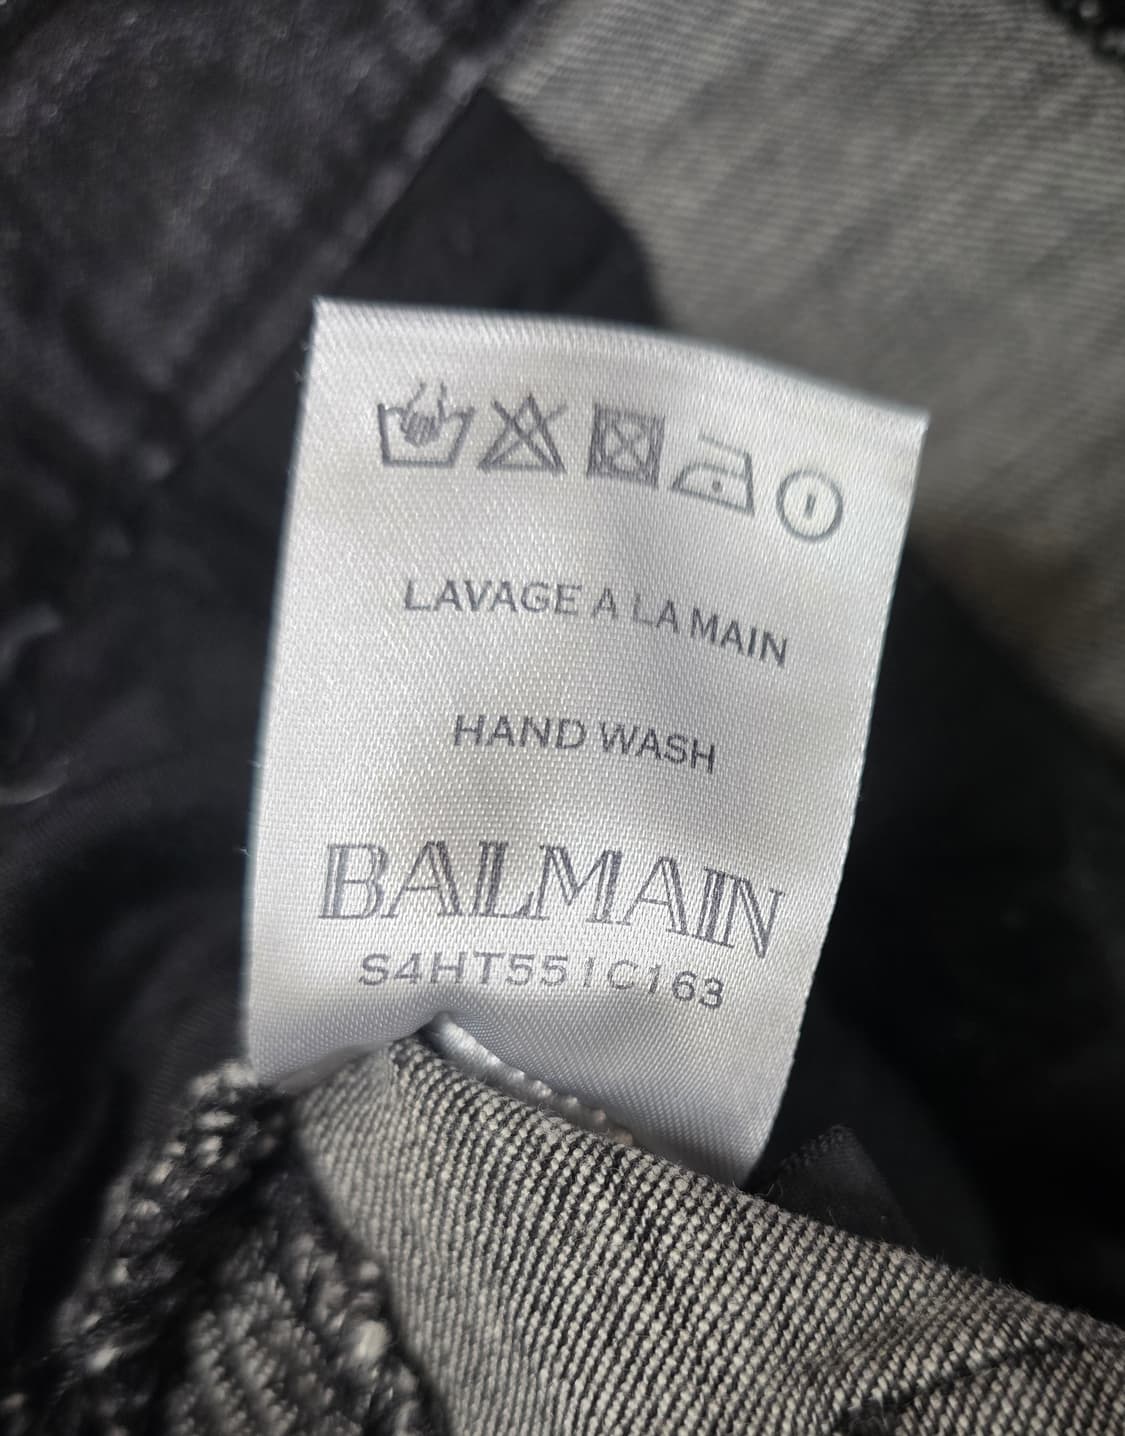 LAVAGE A LA MAIN
HAND WASH
BALMAIN
S4HT551C163